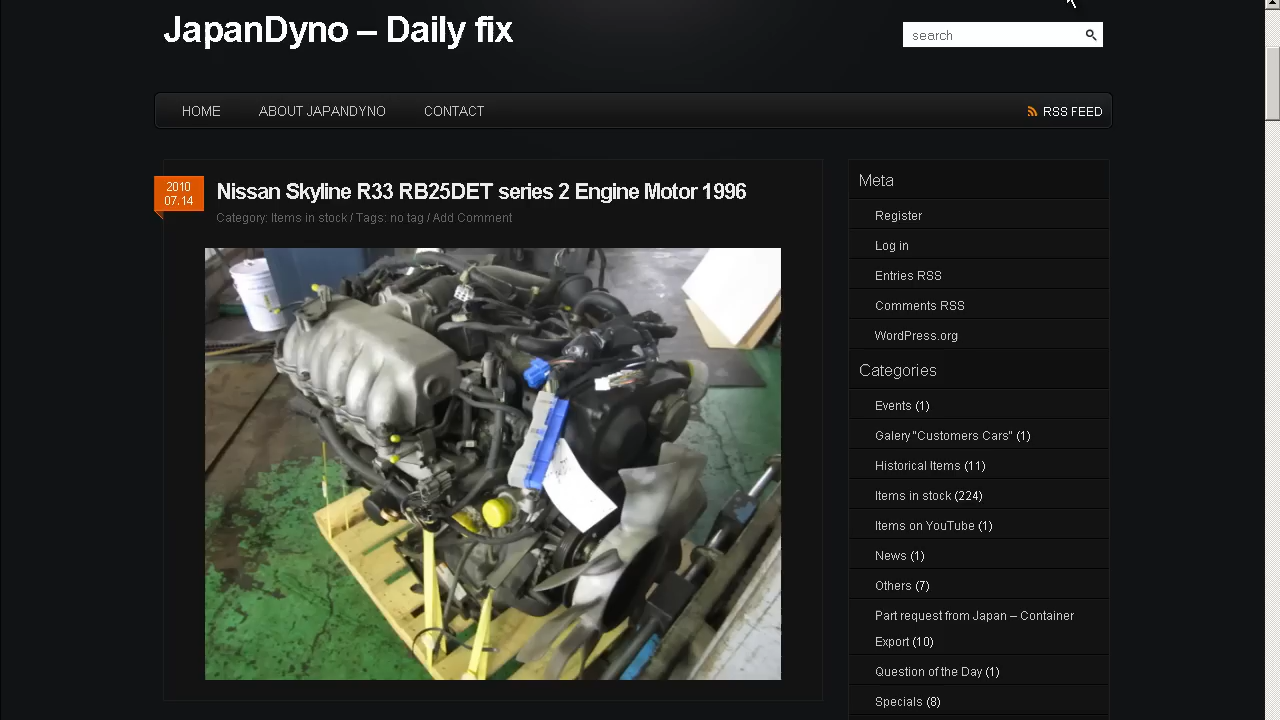 JapanDyno – Daily fix
search
HOME
ABOUT JAPANDYNO
CONTACT
RSS FEED
2010
07.14
Nissan Skyline R33 RB25DET series 2 Engine Motor 1996
Category: Items in stock / Tags: no tag / Add Comment
Meta
Register
Log in
Entries RSS
Comments RSS
WordPress.org
Categories
Events (1)
Galery "Customers Cars" (1)
Historical Items (11)
Items in stock (224)
Items on YouTube (1)
News (1)
Others (7)
Part request from Japan – Container
Export (10)
Question of the Day (1)
Specials (8)